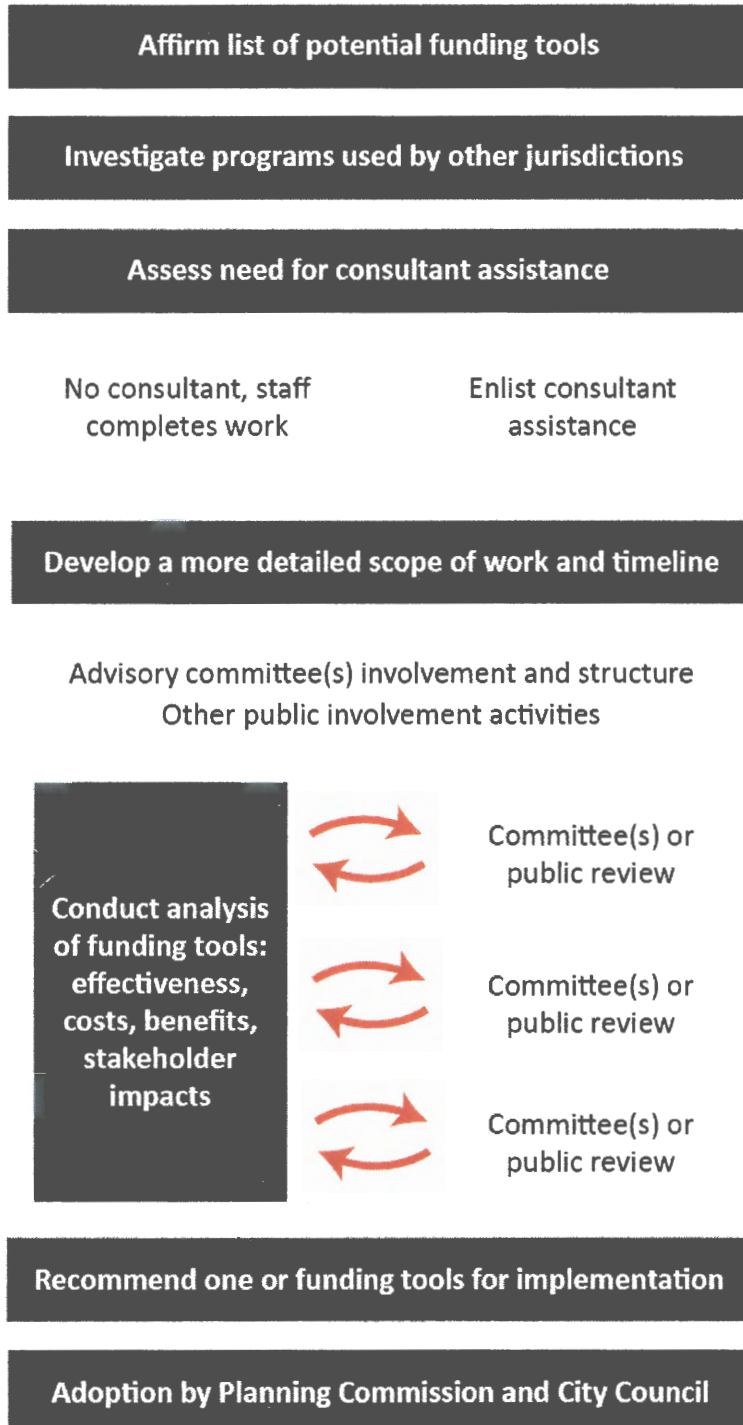 Affirm list of potential funding tools
Investigate programs used by other jurisdictions
Assess need for consultant assistance
No consultant, staff
completes work
Enlist consultant
assistance
Develop a more detailed scope of work and timeline
Advisory committee(s) involvement and structure
Other public involvement activities
Conduct analysis
of funding tools:
effectiveness,
costs, benefits,
stakeholder
impacts
Committee(s) or
public review
Committee(s) or
public review
Committee(s) or
public review
Recommend one or funding tools for implementation
Adoption by Planning Commission and City Council